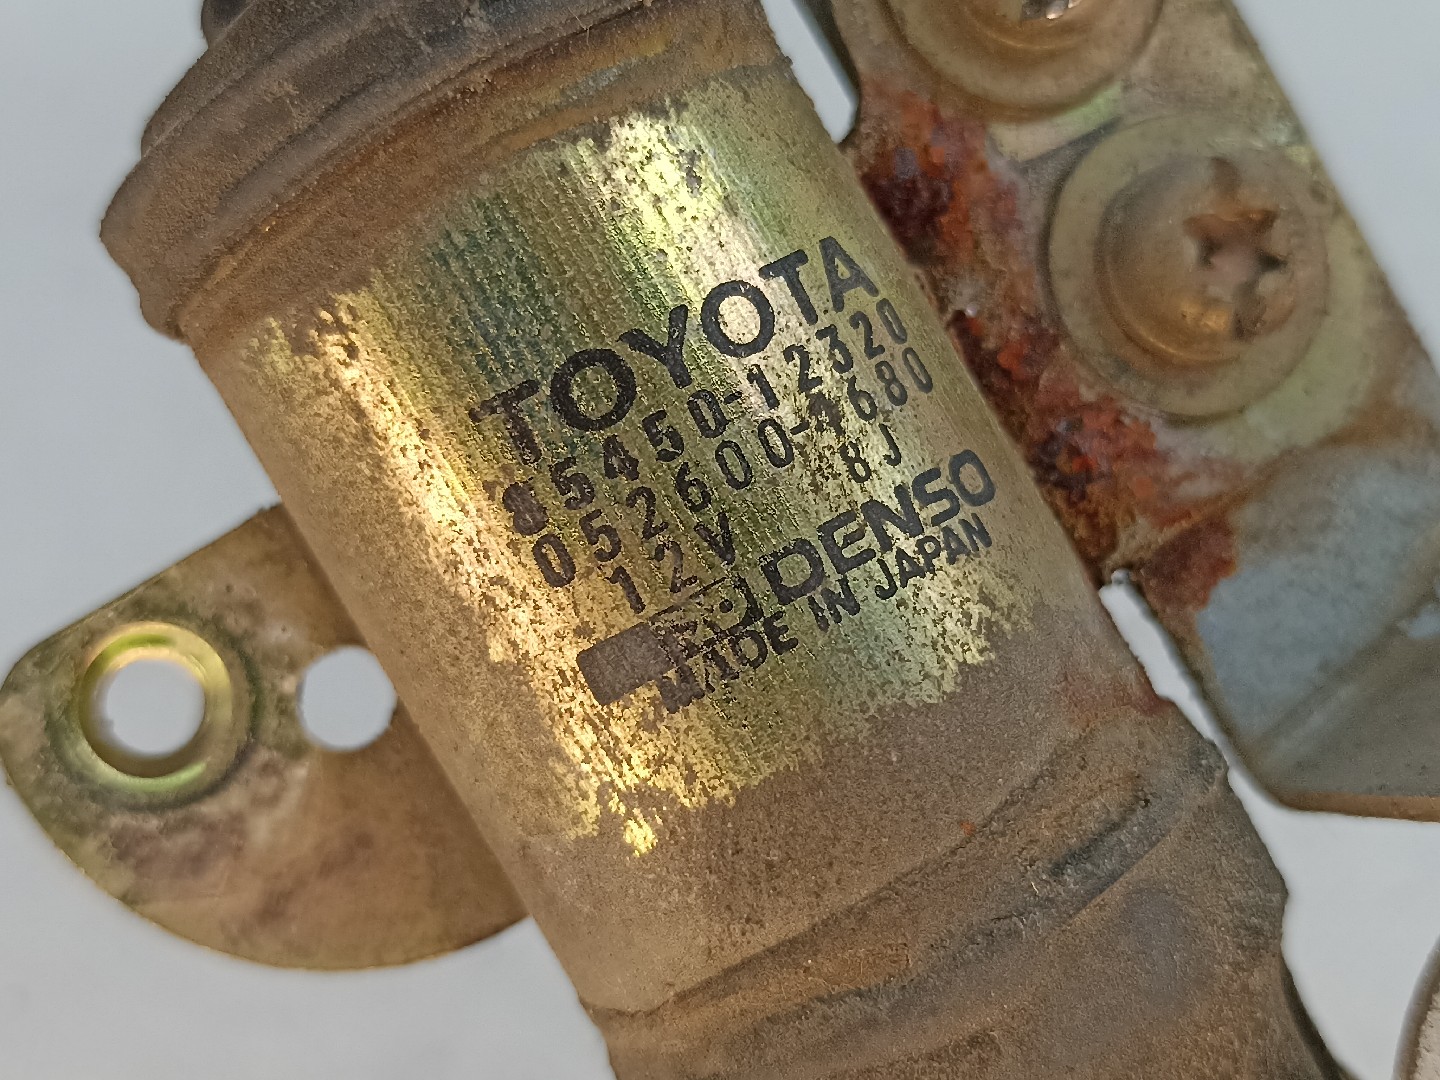 TOYOTA
85450-12320
052600-4680
12V 8J
DENSO
MADE IN JAPAN